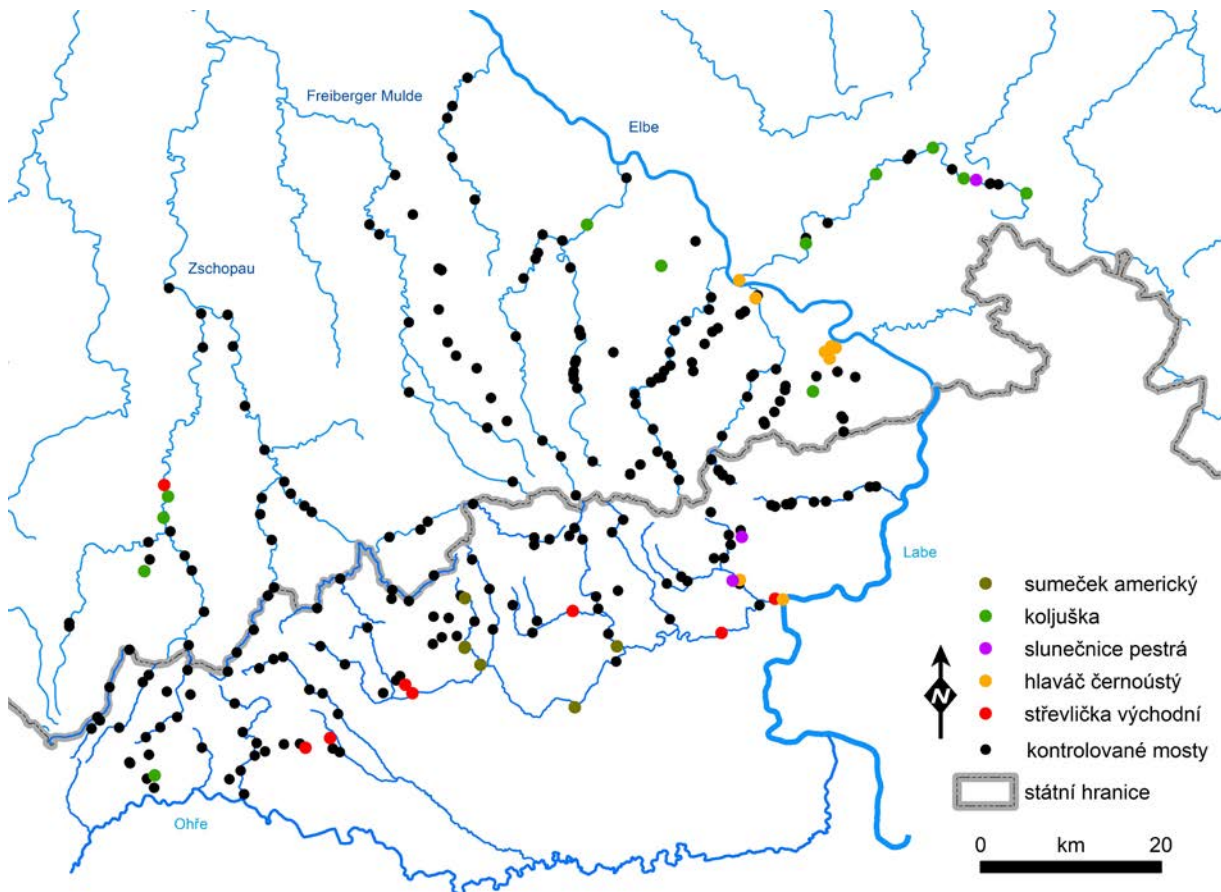 Freiberger Mulde
Elbe
Zschopau
Labe
Ohře
sumeček americký
koljuška
slunečnice pestrá
hlaváč černoústý
střevlička východní
kontrolované mosty
státní hranice
N
km
0 20